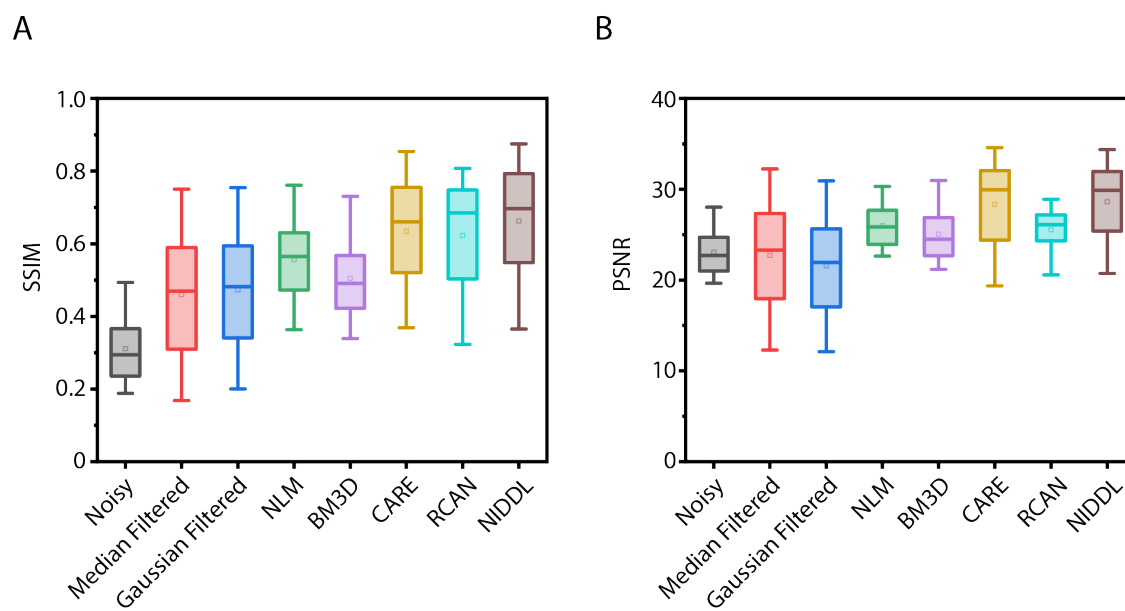 A
SSIM
1.0
0.8
0.6
0.4
0.2
0
Noisy
Median Filtered
Gaussian Filtered
NLM
BM3D
CARE
RCAN
NIDDL
B
PSNR
40
30
20
10
0
Noisy
Median Filtered
Gaussian Filtered
NLM
BM3D
CARE
RCAN
NIDDL